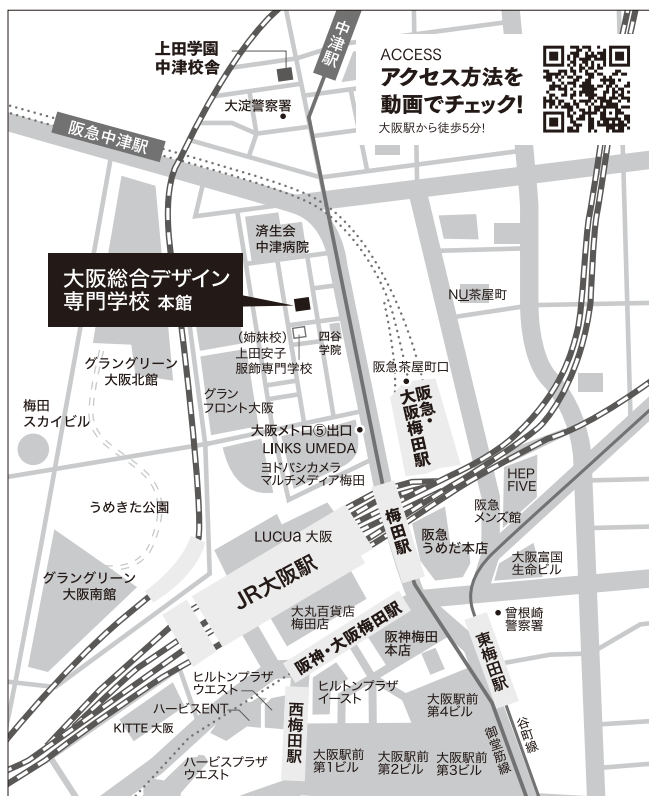 上田学園
中津校舎
中津駅
ACCESS
アクセス方法を
動画でチェック!
大阪駅から徒歩5分!
大淀警察署
阪急中津駅
済生会
中津病院
大阪総合デザイン
専門学校 本館
NU茶屋町
(姉妹校)
上田安子
服飾専門学校
四谷
学院
グラングリーン
大阪北館
阪急茶屋町口
阪急・
大阪梅田駅
梅田
スカイビル
グラン
フロント大阪
大阪メトロ⑤出口
LINKS UMEDA
ヨドバシカメラ
マルチメディア梅田
HEP
FIVE
うめきた公園
阪急
メンズ館
LUCUa 大阪
梅田駅
阪急
うめだ本店
大阪富国
生命ビル
グラングリーン
大阪南館
JR大阪駅
大丸百貨店
梅田店
曽根崎
警察署
阪神・大阪梅田駅
阪神梅田
本店
東梅田駅
ヒルトンプラザ
ウエスト
ヒルトンプラザ
イースト
ハービスENT
西梅田駅
大阪駅前
第4ビル
KITTE 大阪
御堂筋線
谷町線
ハービスプラザ
ウエスト
大阪駅前
第1ビル
大阪駅前
第2ビル
大阪駅前
第3ビル